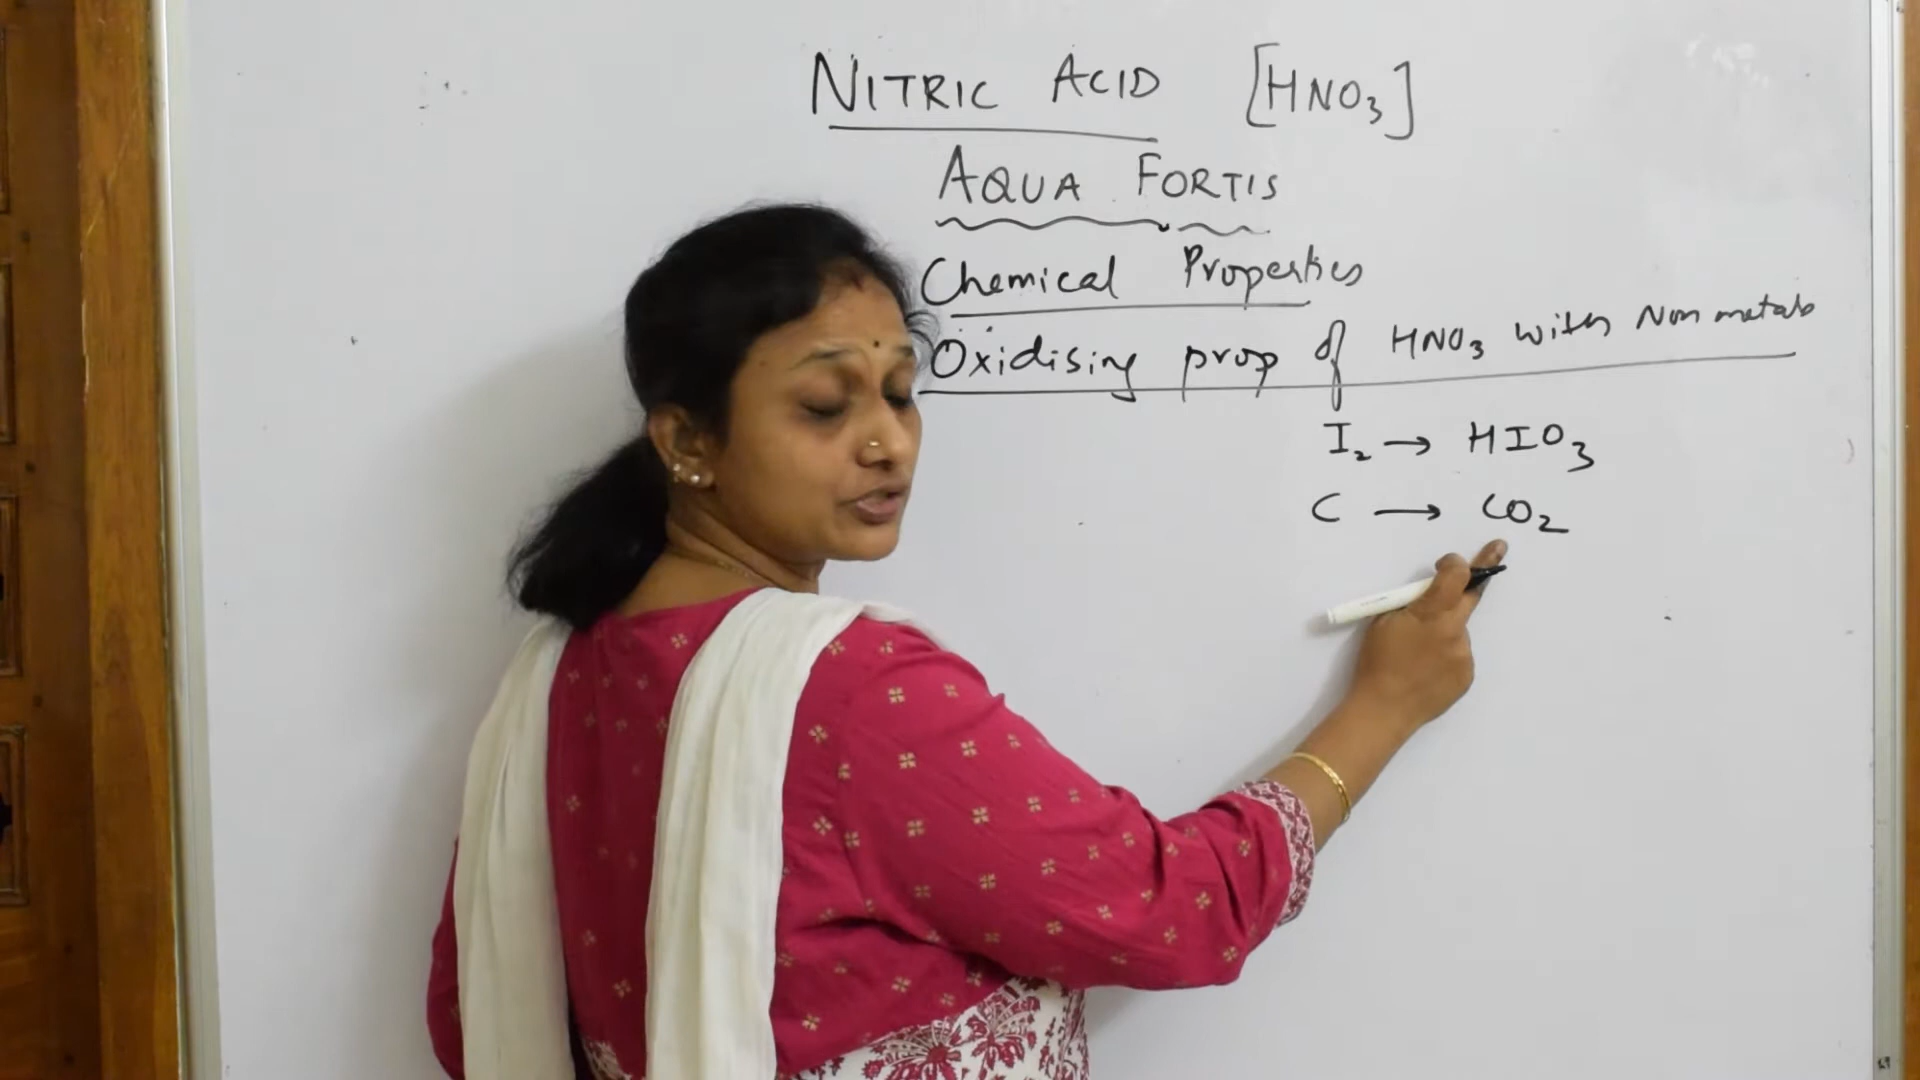 NITRIC ACID [HNO₃]
AQUA FORTIS
Chemical Properties
Oxidising prop of HNO₃ with Non metals
I₂ → HIO₃
C → CO₂